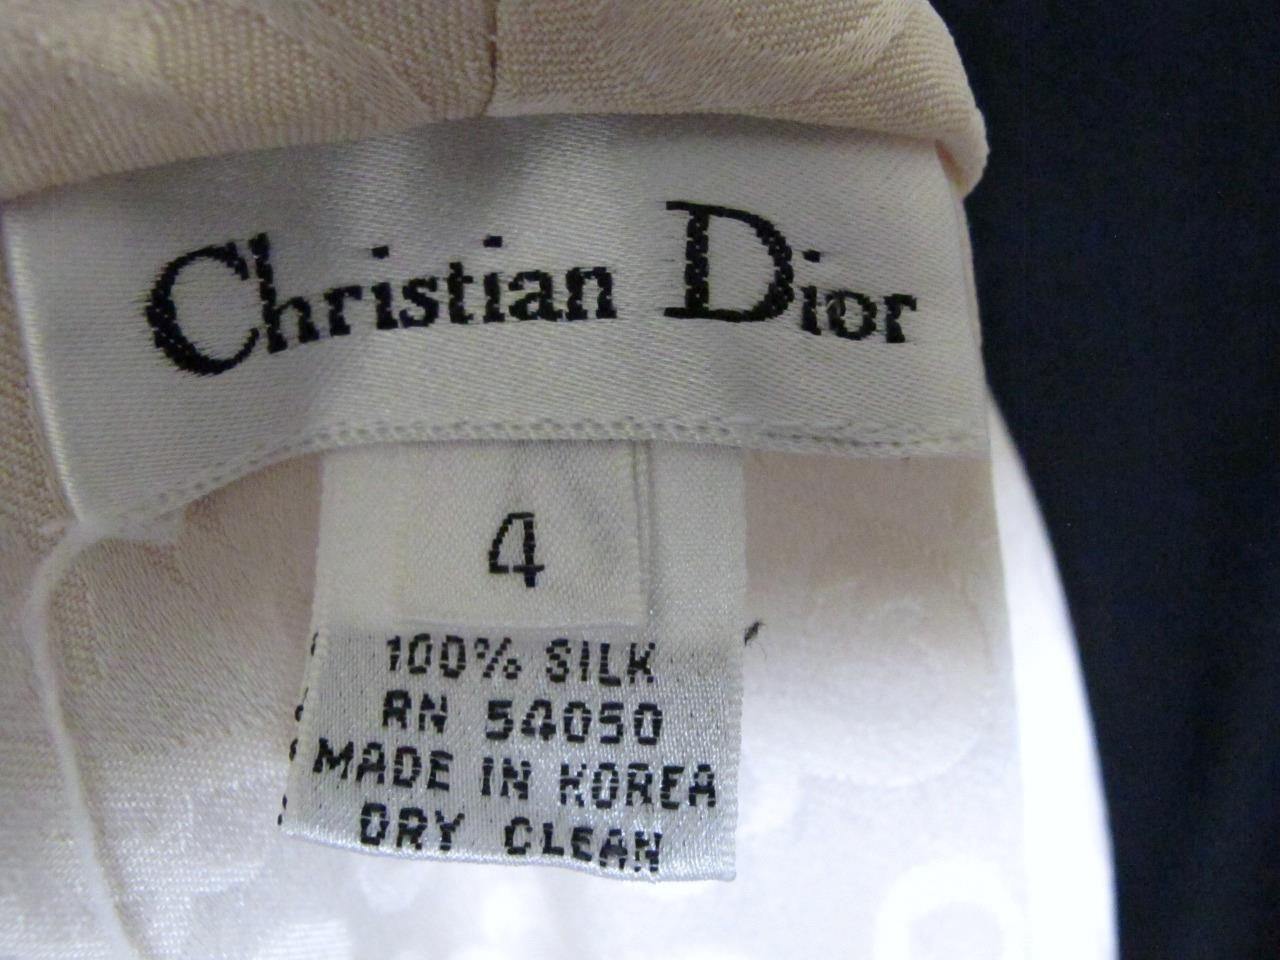 Christian Dior
4
100% SILK
RN 54050
MADE IN KOREA
DRY CLEAN